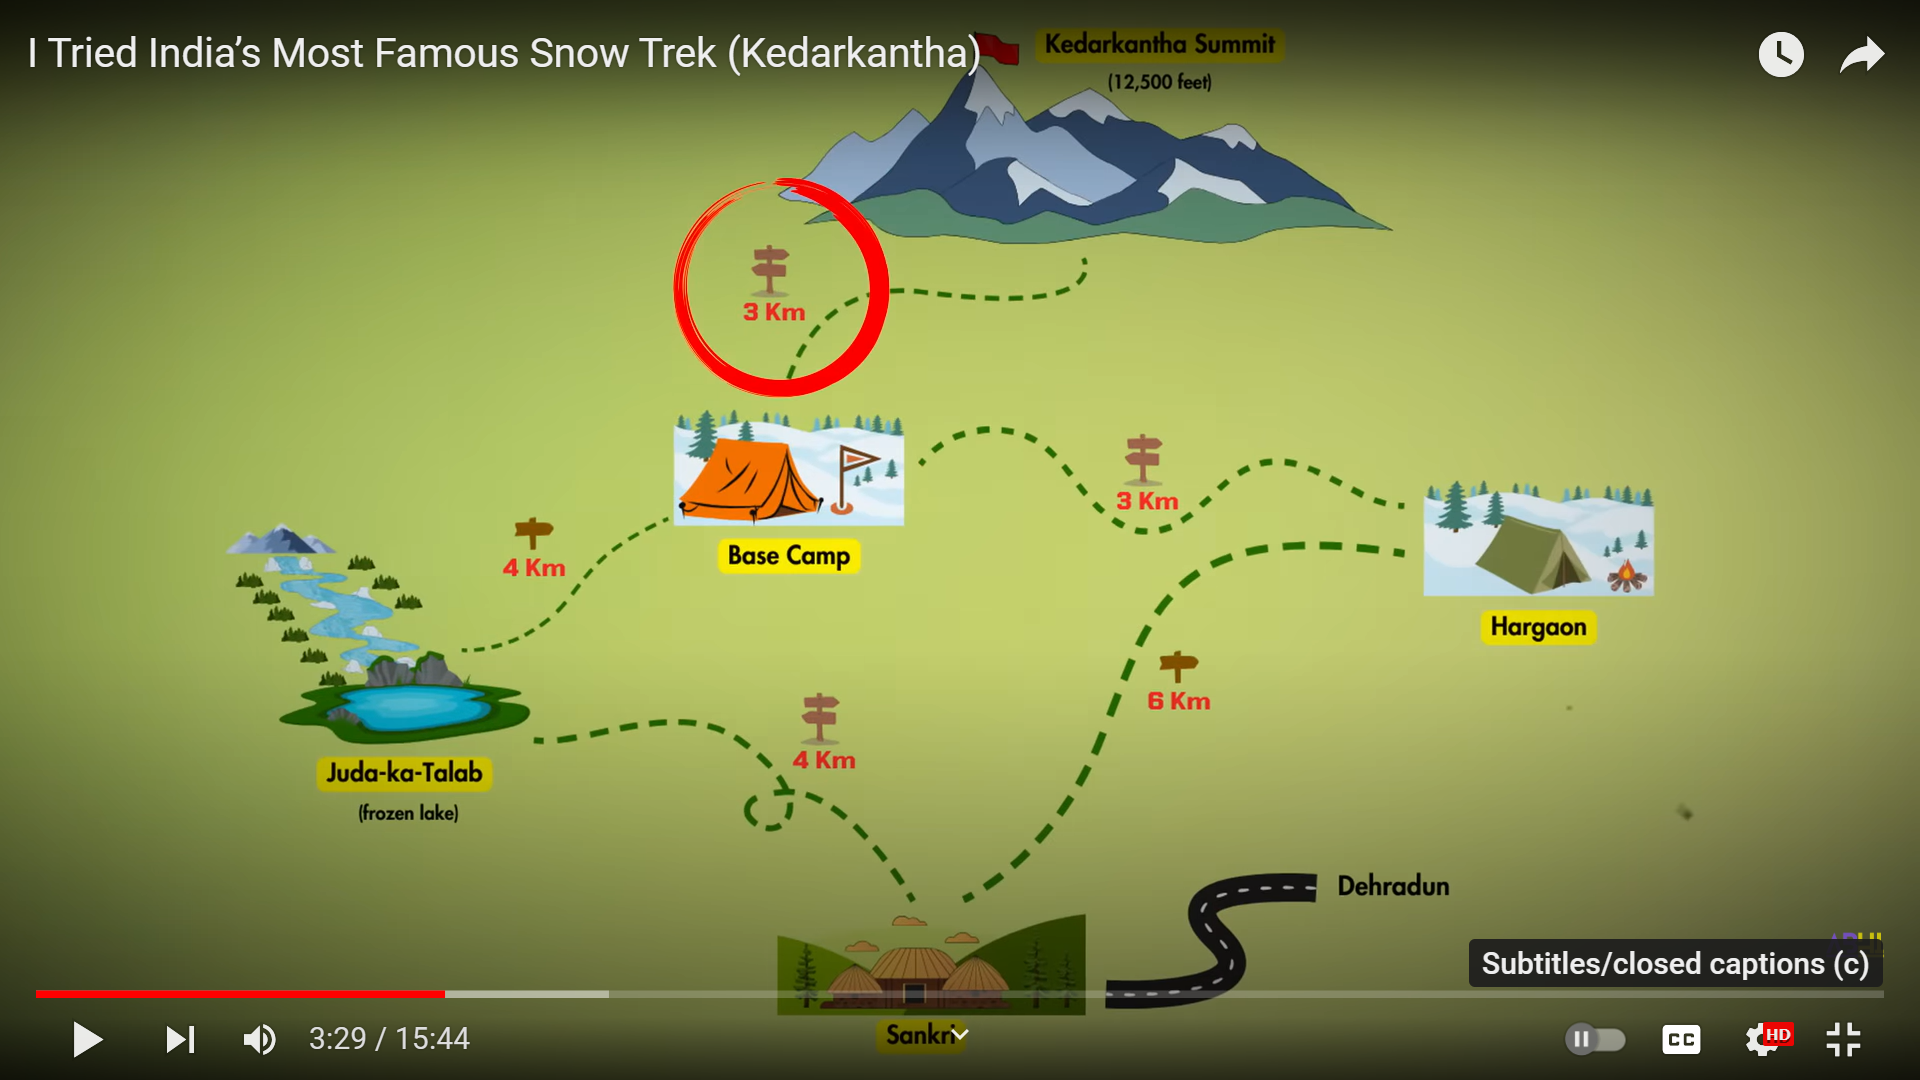 I Tried India’s Most Famous Snow Trek (Kedarkantha)
Kedarkantha Summit
(12,500 feet)
3 Km
3 Km
Base Camp
4 Km
Hargaon
6 Km
4 Km
Juda-ka-Talab
(frozen lake)
Dehradun
Subtitles/closed captions (c)
Sankri
3:29 / 15:44
CC
HD